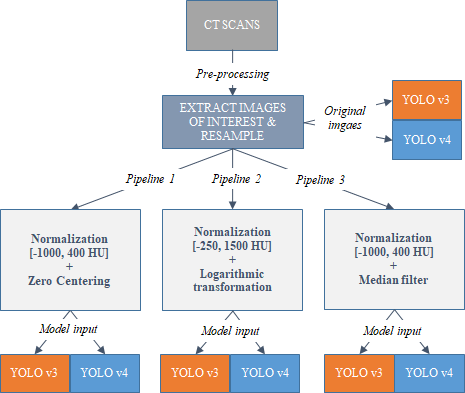 CT SCANS
Pre-processing
EXTRACT IMAGES
OF INTEREST &
RESAMPLE
Original
imgaes
YOLO v3
YOLO v4
Pipeline 1
Pipeline 2
Pipeline 3
Normalization
[-1000, 400 HU]
+
Zero Centering
Normalization
[-250, 1500 HU]
+
Logarithmic
transformation
Normalization
[-1000, 400 HU]
+
Median filter
Model input
Model input
Model input
YOLO v3
YOLO v4
YOLO v3
YOLO v4
YOLO v3
YOLO v4